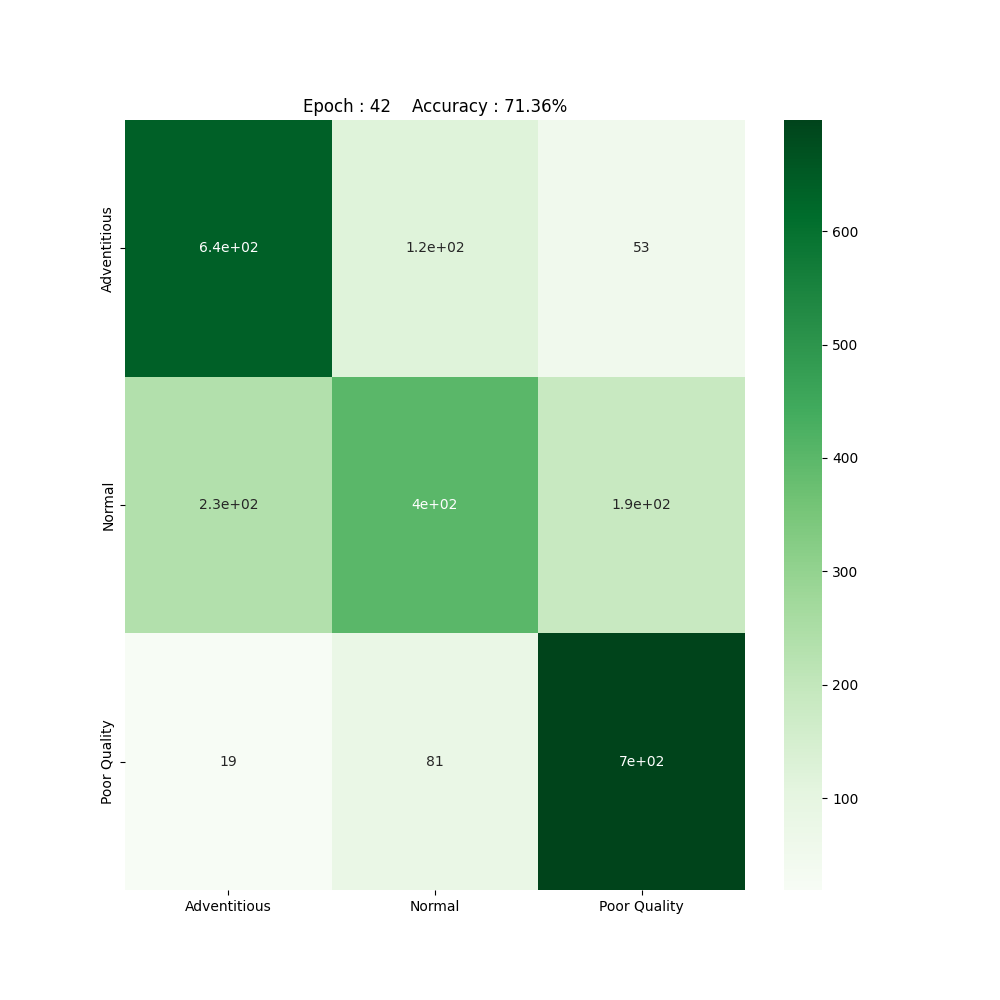 Epoch : 42    Accuracy : 71.36%
Adventitious
6.4e+02 1.2e+02 53
600
500
Normal
2.3e+02 4e+02 1.9e+02
400
300
200
Poor Quality
19 81 7e+02
100
Adventitious Normal Poor Quality